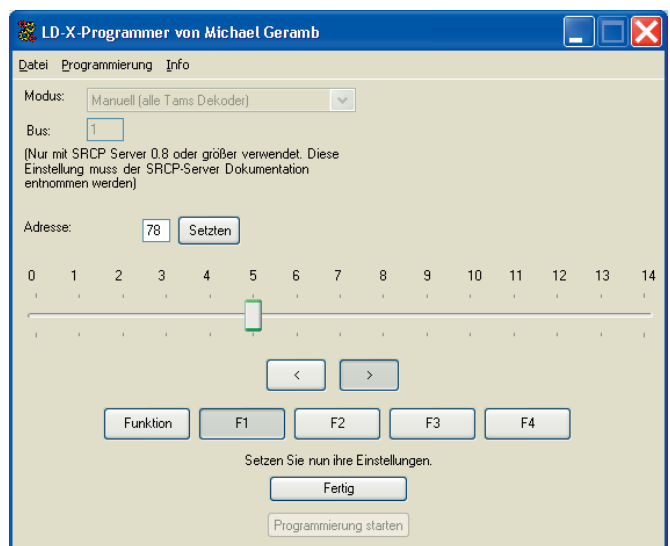 LD-X-Programmer von Michael Geramb
Datei Programmierung Info
Modus: Manuell (alle Tams Dekoder)
Bus: 1
(Nur mit SRCP Server 0.8 oder größer verwendet. Diese
Einstellung muss der SRCP-Server Dokumentation
entnommen werden)
Adresse: 78 Setzten
0 1 2 3 4 5 6 7 8 9 10 11 12 13 14
< >
Funktion F1 F2 F3 F4
Setzen Sie nun ihre Einstellungen.
Fertig
Programmierung starten